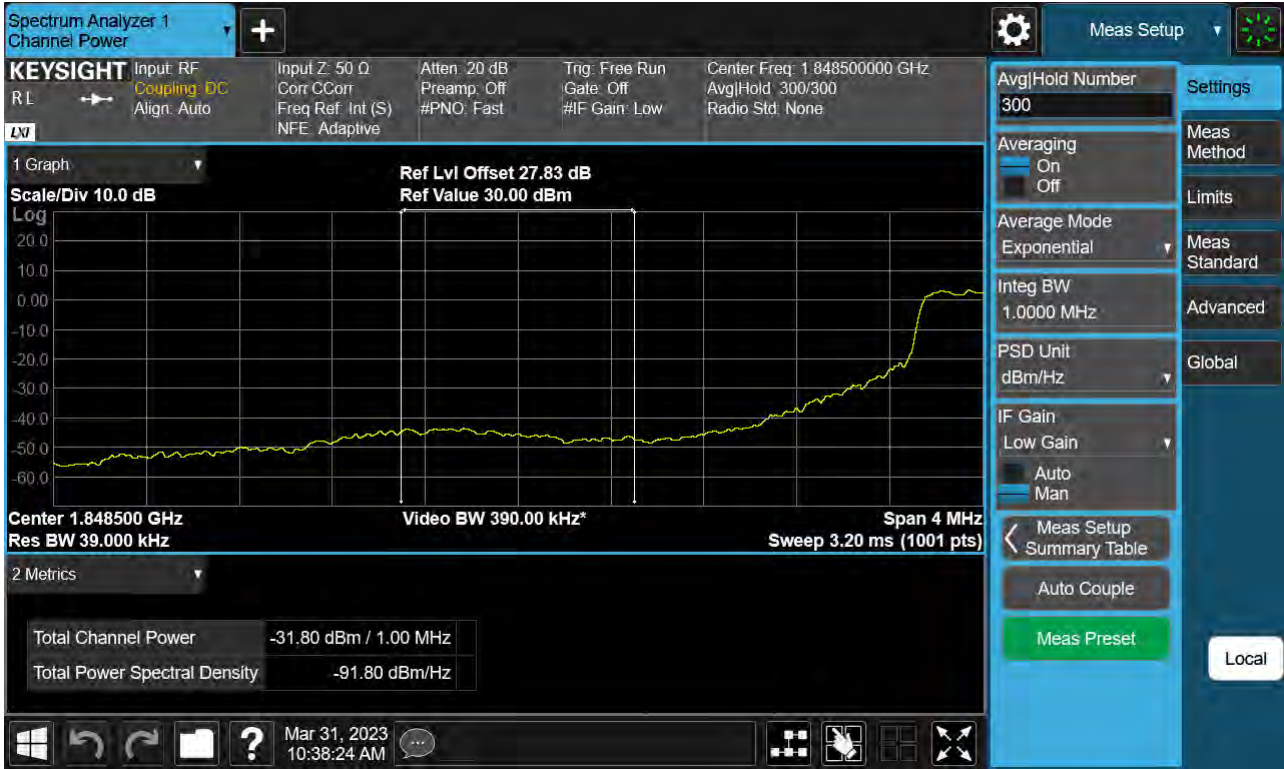 Spectrum Analyzer 1
Channel Power
+
Meas Setup
KEYSIGHT
RL
LXI
Input: RF
Coupling: DC
Align: Auto
Input Z: 50 Ω
Corr CCorr
Freq Ref: Int (S)
NFE: Adaptive
Atten: 20 dB
Preamp: Off
#PNO: Fast
Trig: Free Run
Gate: Off
#IF Gain: Low
Center Freq: 1.848500000 GHz
Avg|Hold: 300/300
Radio Std: None
1 Graph
Scale/Div 10.0 dB
Ref Lvl Offset 27.83 dB
Ref Value 30.00 dBm
Log
20.0
10.0
0.00
-10.0
-20.0
-30.0
-40.0
-50.0
-60.0
Center 1.848500 GHz
Res BW 39.000 kHz
Video BW 390.00 kHz*
Span 4 MHz
Sweep 3.20 ms (1001 pts)
2 Metrics
Total Channel Power -31.80 dBm / 1.00 MHz
Total Power Spectral Density -91.80 dBm/Hz
?
Mar 31, 2023
10:38:24 AM
Avg|Hold Number
300
Averaging
On
Off
Average Mode
Exponential
Integ BW
1.0000 MHz
PSD Unit
dBm/Hz
IF Gain
Low Gain
Auto
Man
Meas Setup
Summary Table
Auto Couple
Meas Preset
Settings
Meas
Method
Limits
Meas
Standard
Advanced
Global
Local